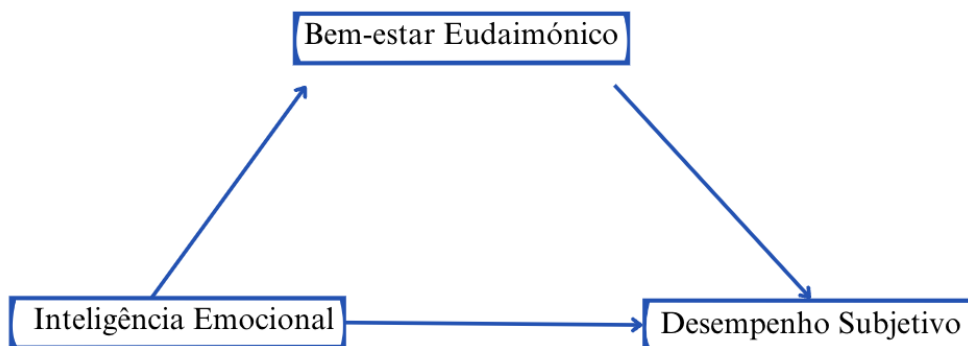 Bem-estar Eudaimónico
Inteligência Emocional
Desempenho Subjetivo